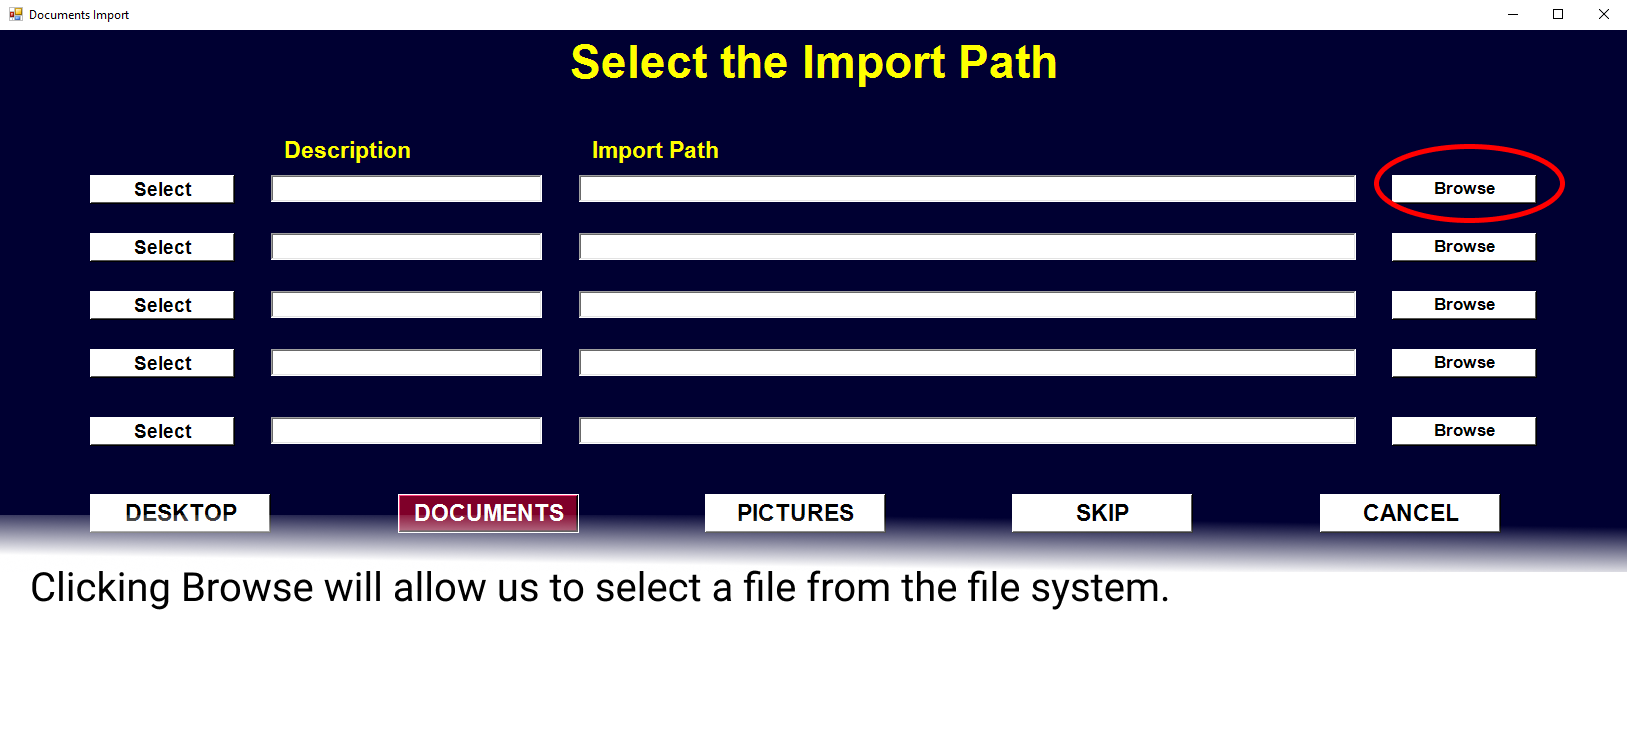 Documents Import
Select the Import Path
Description Import Path
Select Browse
Select Browse
Select Browse
Select Browse
Select Browse
DESKTOP DOCUMENTS PICTURES SKIP CANCEL
Clicking Browse will allow us to select a file from the file system.